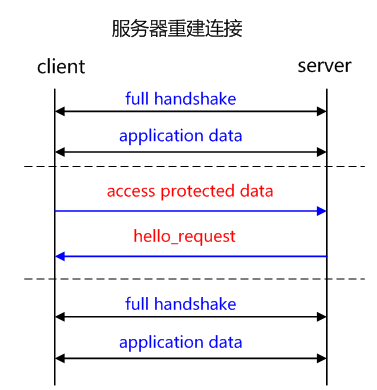 服务器重建连接
client
server
full handshake
application data
access protected data
hello_request
full handshake
application data